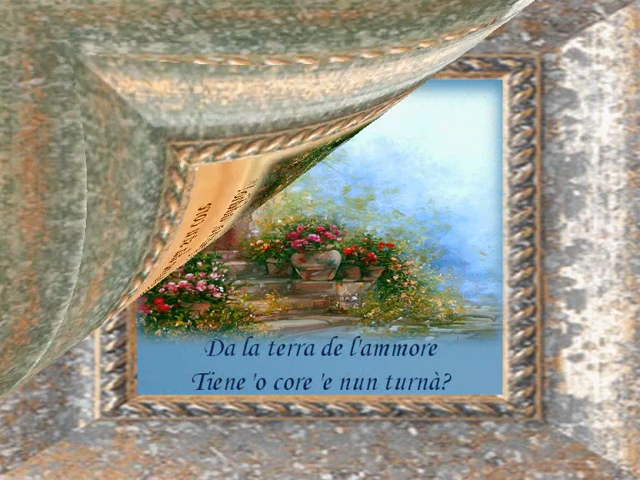 Da la terra de l'ammore
Tiene 'o core 'e nun turnà?